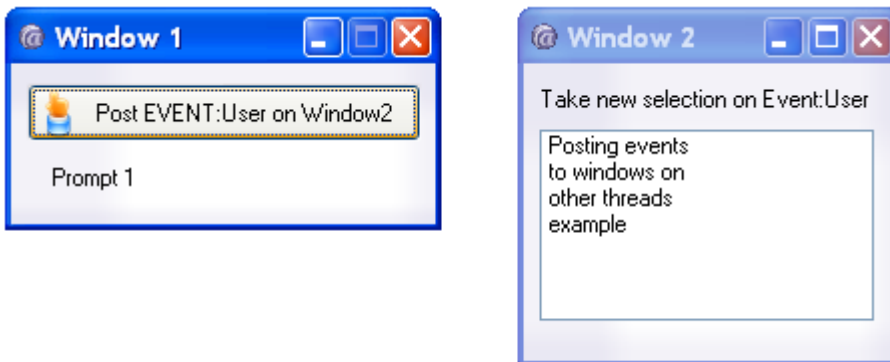 Window 1
Post EVENT:User on Window2
Prompt 1
Window 2
Take new selection on Event:User
Posting events
to windows on
other threads
example